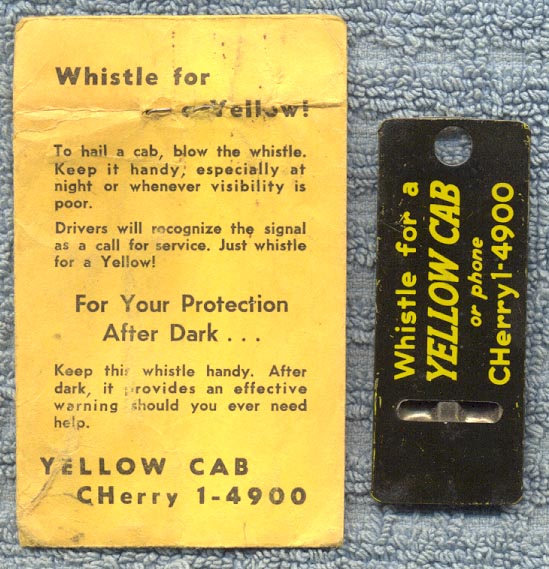 Whistle for
a Yellow!
To hail a cab, blow the whistle.
Keep it handy, especially at
night or whenever visibility is
poor.
Drivers will recognize the signal
as a call for service. Just whistle
for a Yellow!
For Your Protection
After Dark . . .
Keep this whistle handy. After
dark, it provides an effective
warning should you ever need
help.
YELLOW CAB
CHerry 1-4900
Whistle for a
YELLOW CAB
or phone
CHerry1-4900